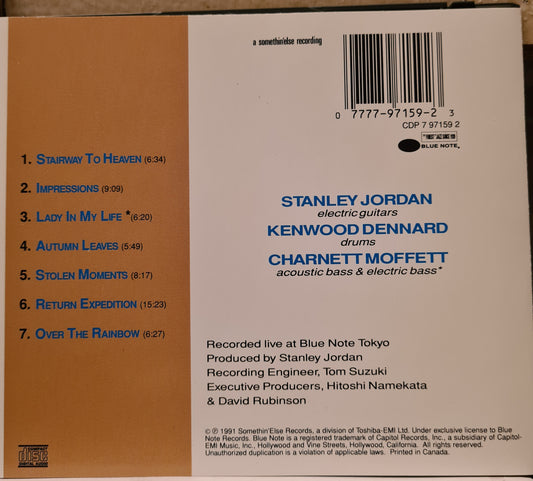 a somethin'else recording
0 7777-97159-2 3
CDP 7 97159 2
BLUE NOTE
1. STAIRWAY TO HEAVEN (6:34)
2. IMPRESSIONS (9:09)
3. LADY IN MY LIFE *(6:20)
4. AUTUMN LEAVES (5:49)
5. STOLEN MOMENTS (8:17)
6. RETURN EXPEDITION (15:23)
7. OVER THE RAINBOW (6:27)
STANLEY JORDAN
electric guitars
KENWOOD DENNARD
drums
CHARNETT MOFFETT
acoustic bass & electric bass*
Recorded live at Blue Note Tokyo
Produced by Stanley Jordan
Recording Engineer, Tom Suzuki
Executive Producers, Hitoshi Namekata
& David Rubinson
© ℗ 1991 Somethin'Else Records, a division of Toshiba-EMI Ltd. Under exclusive license to Blue
Note Records. Blue Note is a registered trademark of Capitol Records, Inc., a subsidiary of Capitol-
EMI Music, Inc., Hollywood and Vine Streets, Hollywood, California. All rights reserved.
Unauthorized duplication is a violation of applicable laws. Printed in Canada.
COMPACT
disc
DIGITAL AUDIO